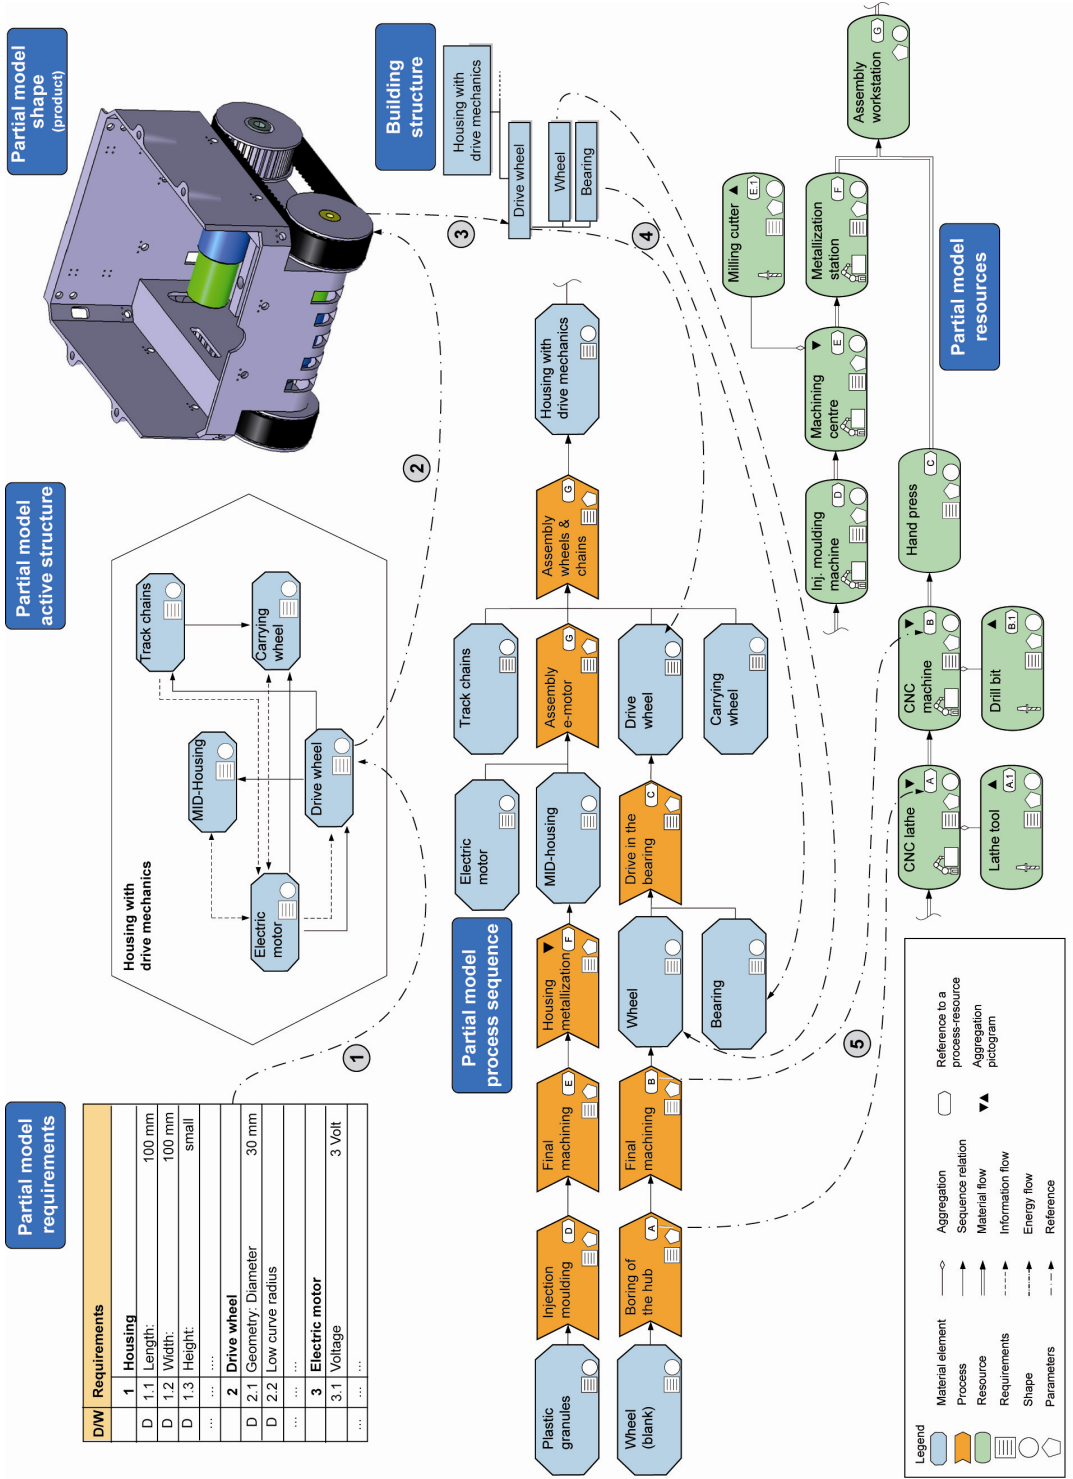 Partial model
requirements
D/W Requirements
1 Housing
D 1.1 Length: 100 mm
D 1.2 Width: 100 mm
D 1.3 Height: small
... ... ....
2 Drive wheel
D 2.1 Geometry: Diameter 30 mm
D 2.2 Low curve radius
... ... ...
3 Electric motor
3.1 Voltage 3 Volt
... ... ...
1
Partial model
active structure
Housing with
drive mechanics
Track chains
Carrying
wheel
MID-Housing
Drive wheel
Electric
motor
2
Partial model
shape
(product)
3
Building
structure
Housing with
drive mechanics
Drive wheel
Wheel
Bearing
4
Partial model
process sequence
Plastic
granules
Injection
moulding
D
Final
machining
E
Housing
metallization
F
MID-housing
Electric
motor
Assembly
e-motor
G
Track chains
Assembly
wheels &
chains
G
Housing with
drive mechanics
Wheel
(blank)
Boring of
the hub
A
Final
machining
B
Wheel
Bearing
Drive in the
bearing
C
Drive
wheel
Carrying
wheel
5
Partial model
resources
CNC lathe
A
Lathe tool
A.1
CNC
machine
B
Drill bit
B.1
Hand press
C
Inj. moulding
machine
D
Machining
centre
E
Milling cutter
E.1
Metallization
station
F
Assembly
workstation
G
Legend
Material element
Process
Resource
Requirements
Shape
Parameters
Aggregation
Sequence relation
Material flow
Information flow
Energy flow
Reference
Reference to a
process-resource
Aggregation
pictogram